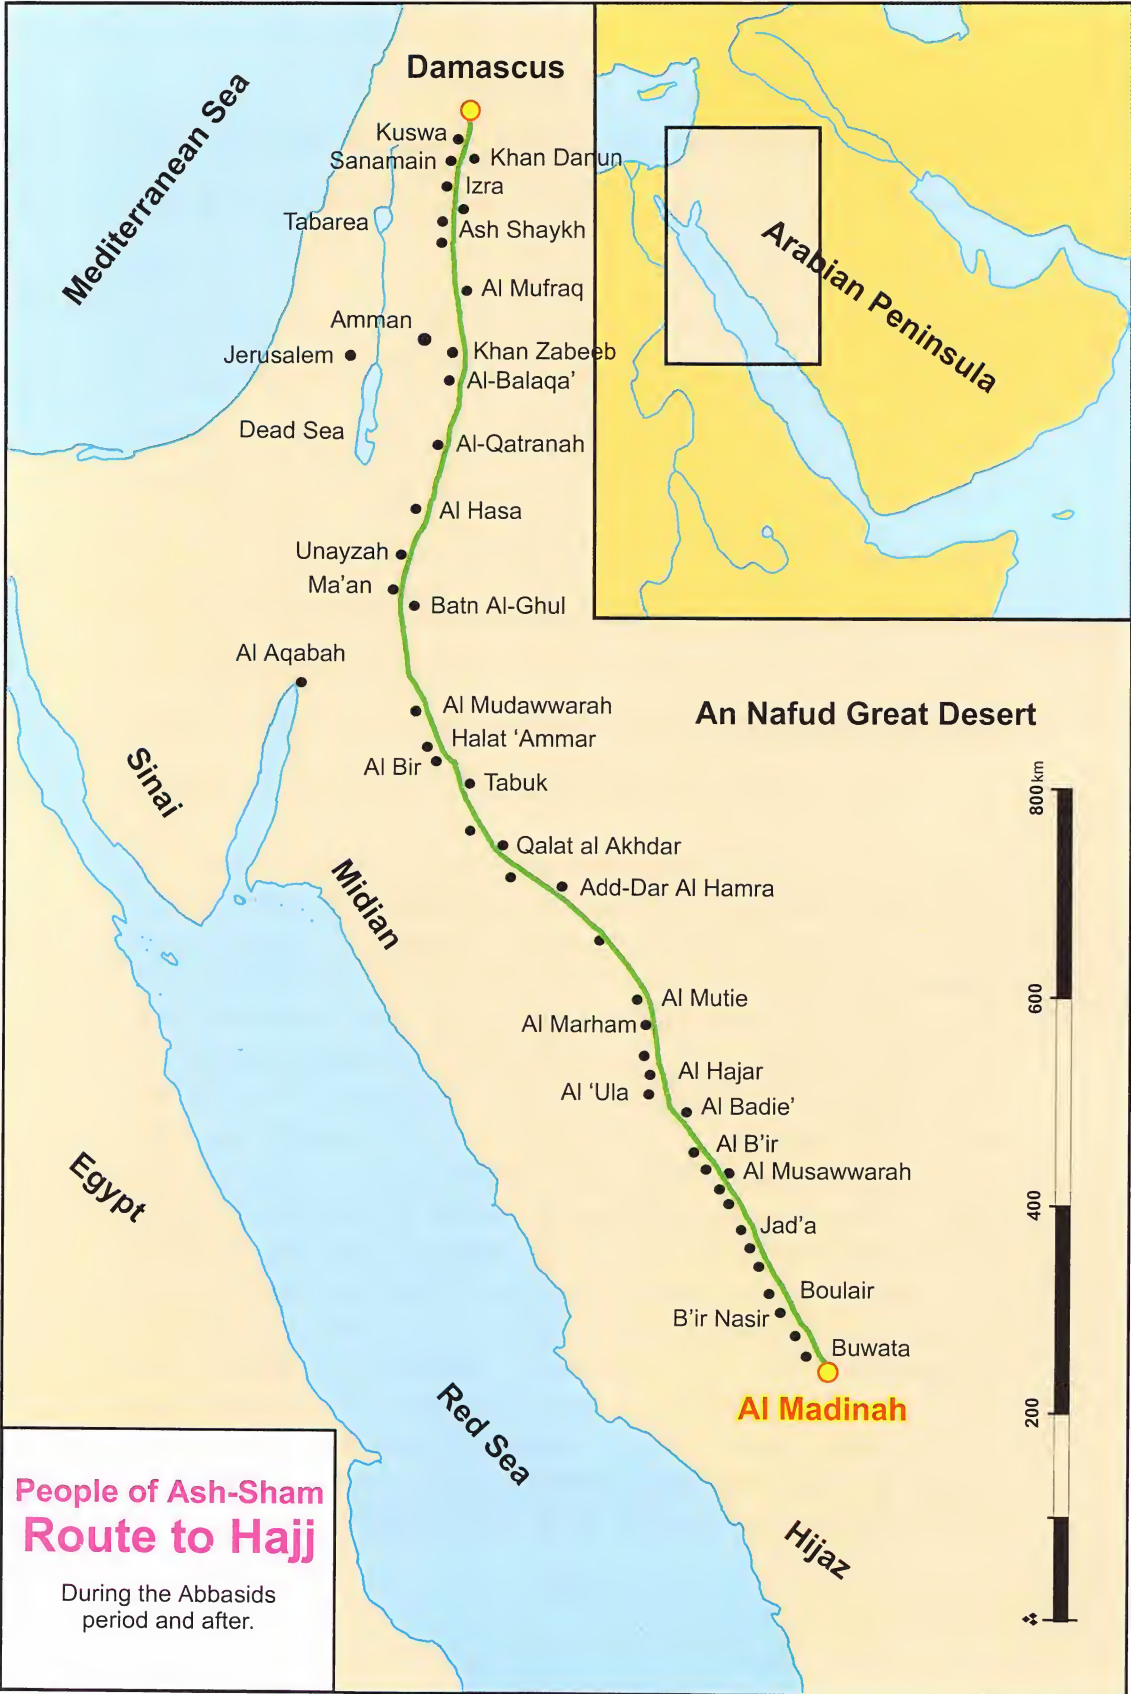 Damascus
Mediterranean Sea
Kuswa
Sanamain
Khan Danun
Izra
Tabarea
Ash Shaykh
Al Mufraq
Amman
Jerusalem
Khan Zabeeb
Al-Balaqa’
Dead Sea
Al-Qatranah
Al Hasa
Unayzah
Ma’an
Batn Al-Ghul
Al Aqabah
Arabian Peninsula
Al Mudawwarah
An Nafud Great Desert
Halat ‘Ammar
Al Bir
Tabuk
Sinai
Qalat al Akhdar
Midian
Add-Dar Al Hamra
Al Mutie
Al Marham
Al Hajar
Al ‘Ula
Al Badie’
Al B’ir
Al Musawwarah
Egypt
Jad’a
Boulair
B’ir Nasir
Buwata
Al Madinah
Red Sea
Hijaz
800 km
600
400
200
People of Ash-Sham
Route to Hajj
During the Abbasids
period and after.